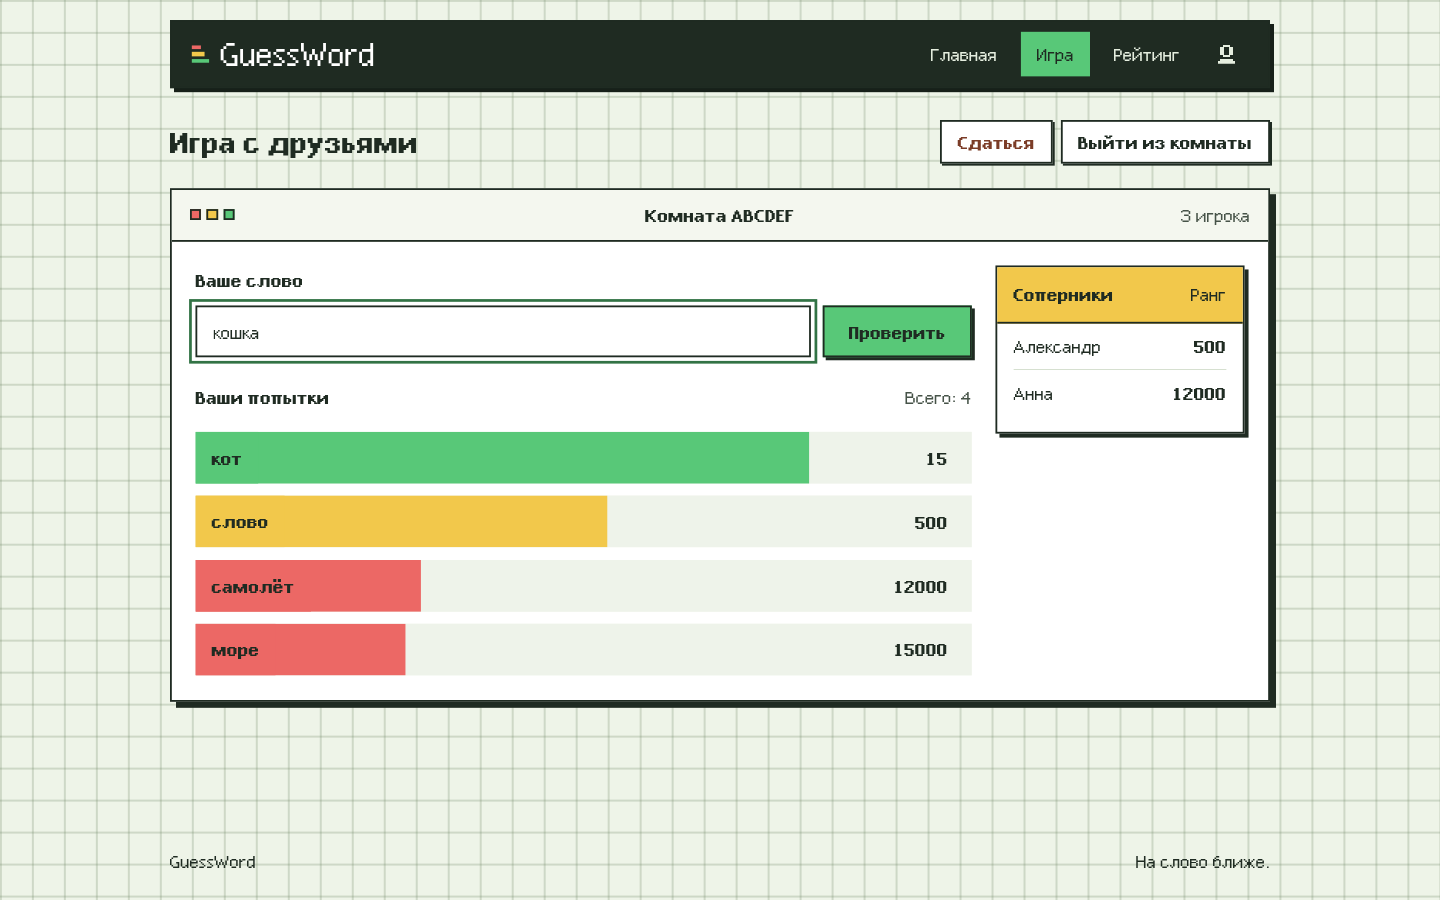 GuessWord
Главная
Игра
Рейтинг
Игра с друзьями
Сдаться
Выйти из комнаты
Комната ABCDEF
3 игрока
Ваше слово
кошка
Проверить
Ваши попытки
Всего: 4
кот 15
слово 500
самолёт 12000
море 15000
Соперники Ранг
Александр 500
Анна 12000
GuessWord
На слово ближе.